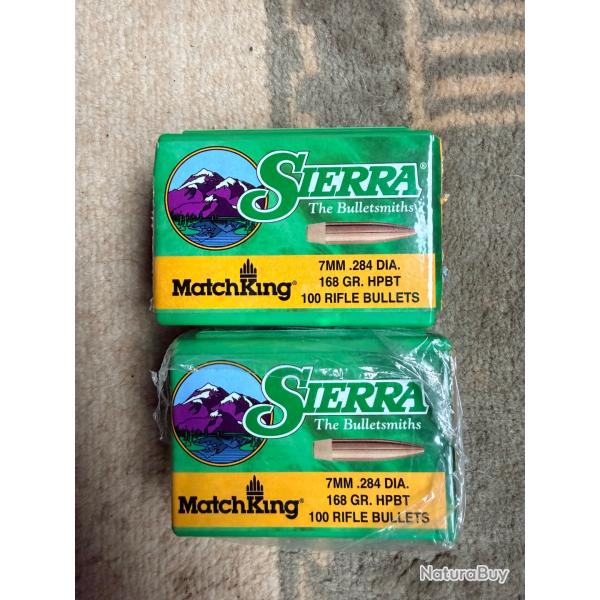 SIERRA®
The Bulletsmiths®
MatchKing®
7MM .284 DIA.
168 GR. HPBT
100 RIFLE BULLETS
SIERRA®
The Bulletsmiths
MatchKing®
7MM .284 DIA.
168 GR. HPBT
100 RIFLE BULLETS
NaturaBuy